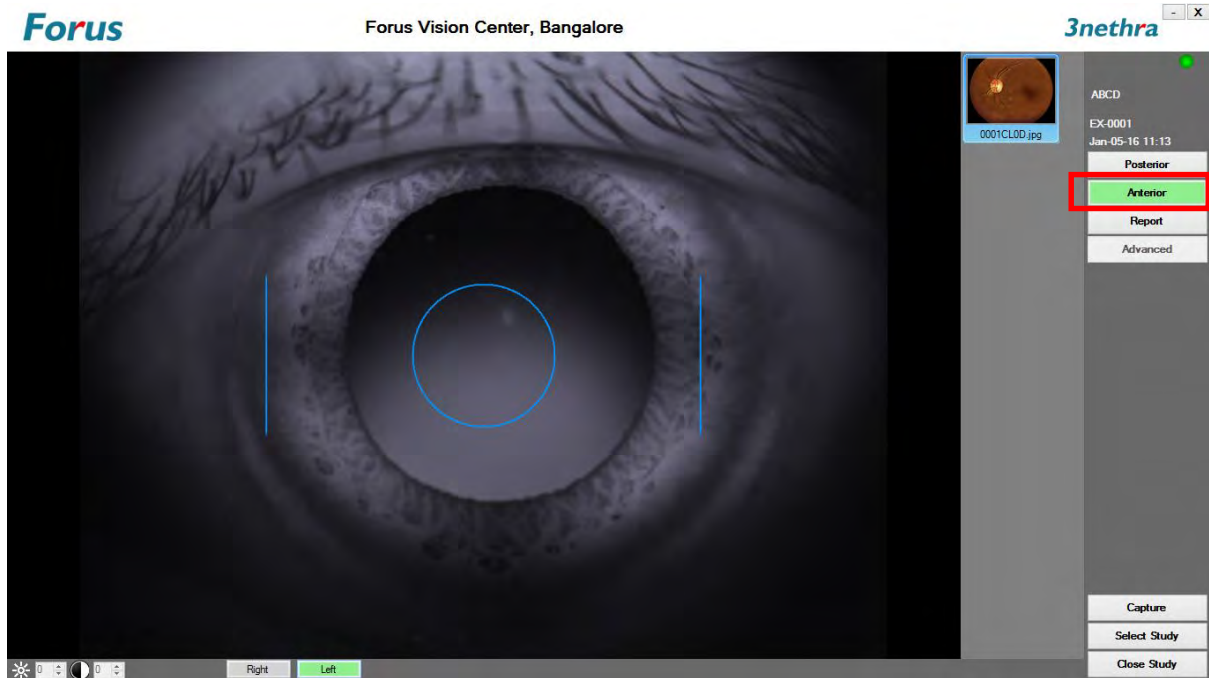 Forus
Forus Vision Center, Bangalore
3nethra
- X
0001CL0D.jpg
ABCD
EX-0001
Jan-05-16 11:13
Posterior
Anterior
Report
Advanced
Capture
Select Study
Close Study
0 0
Right Left